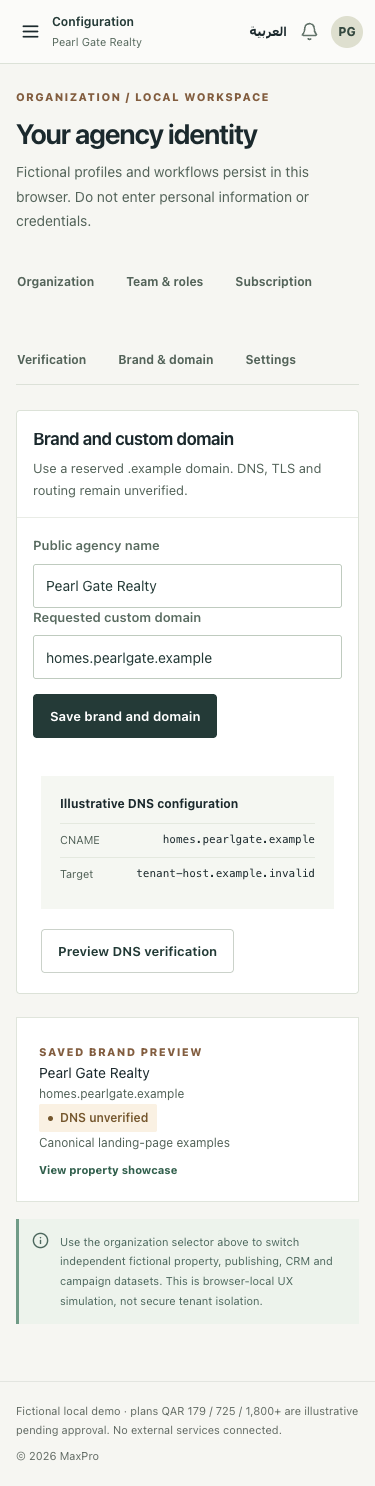 Configuration
Pearl Gate Realty
العربية
PG
ORGANIZATION / LOCAL WORKSPACE
Your agency identity
Fictional profiles and workflows persist in this
browser. Do not enter personal information or
credentials.
Organization Team & roles Subscription
Verification Brand & domain Settings
Brand and custom domain
Use a reserved .example domain. DNS, TLS and
routing remain unverified.
Public agency name
Pearl Gate Realty
Requested custom domain
homes.pearlgate.example
Save brand and domain
Illustrative DNS configuration
CNAME homes.pearlgate.example
Target tenant-host.example.invalid
Preview DNS verification
SAVED BRAND PREVIEW
Pearl Gate Realty
homes.pearlgate.example
• DNS unverified
Canonical landing-page examples
View property showcase
Use the organization selector above to switch
independent fictional property, publishing, CRM and
campaign datasets. This is browser-local UX
simulation, not secure tenant isolation.
Fictional local demo · plans QAR 179 / 725 / 1,800+ are illustrative
pending approval. No external services connected.
© 2026 MaxPro